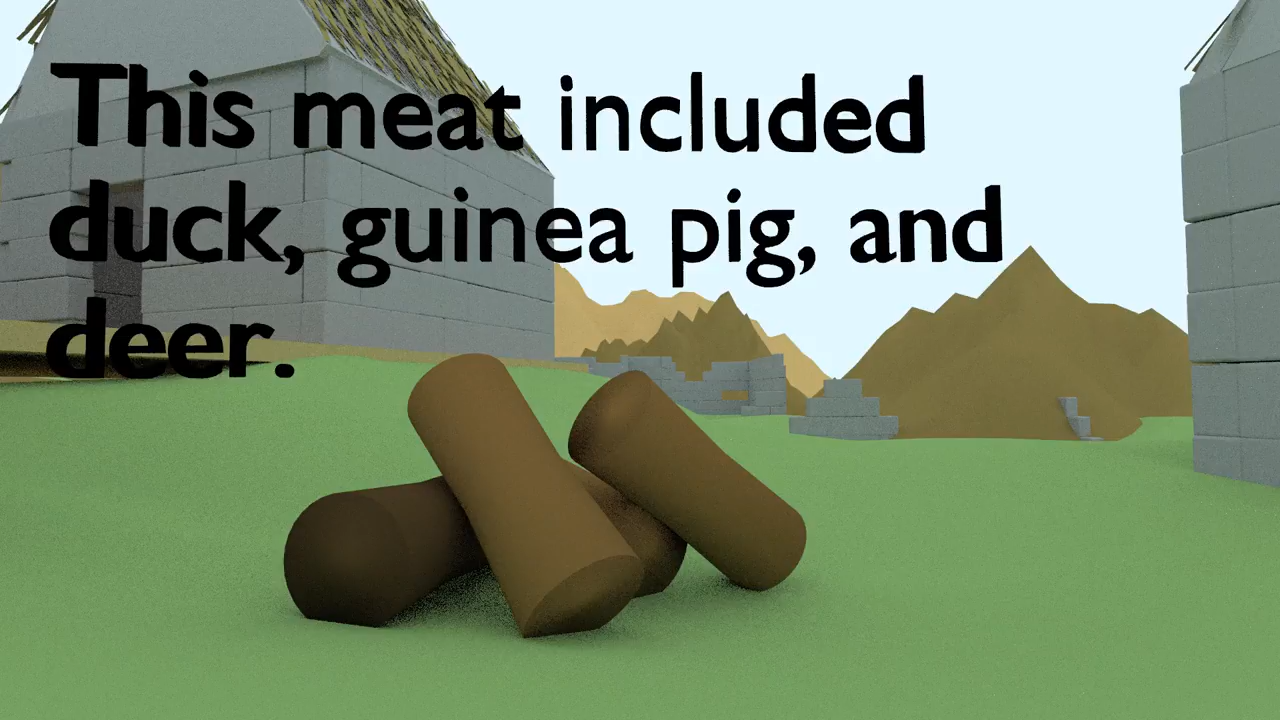 This meat included
duck, guinea pig, and
deer.